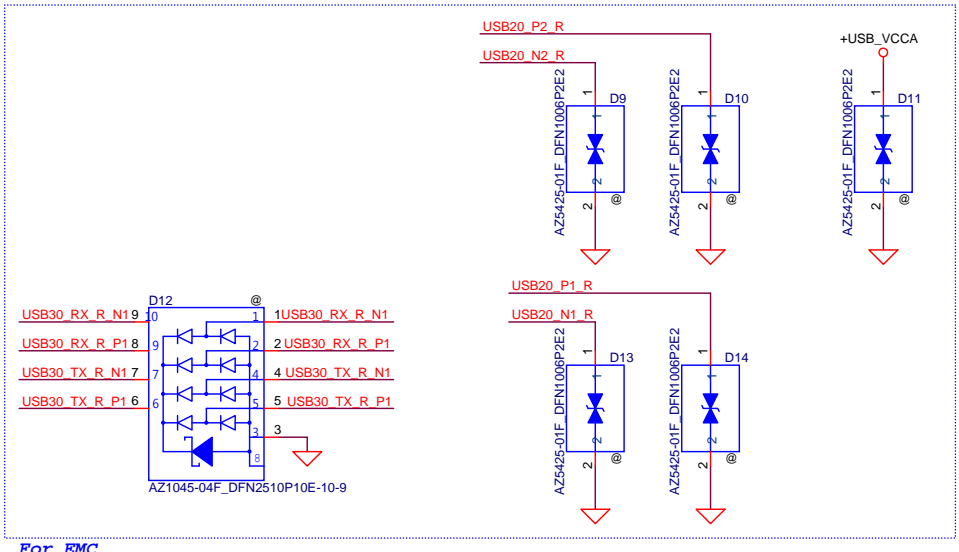 USB20_P2_R
USB20_N2_R
+USB_VCCA
AZ5425-01F_DFN1006P2E2
1
D9
1
2
2
@
AZ5425-01F_DFN1006P2E2
1
D10
1
2
2
@
AZ5425-01F_DFN1006P2E2
1
D11
1
2
2
@
USB20_P1_R
USB20_N1_R
D12
@
USB30_RX_R_N1 9 10
1 1 USB30_RX_R_N1
USB30_RX_R_P1 8 9
2 2 USB30_RX_R_P1
USB30_TX_R_N1 7 7
4 4 USB30_TX_R_N1
USB30_TX_R_P1 6 6
5 5 USB30_TX_R_P1
3 3
8
AZ1045-04F_DFN2510P10E-10-9
AZ5425-01F_DFN1006P2E2
1
D13
1
2
2
@
AZ5425-01F_DFN1006P2E2
1
D14
1
2
2
@
For EMC